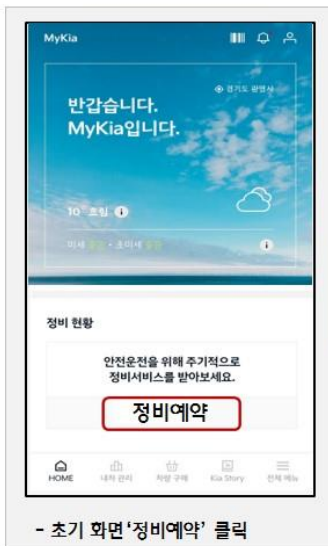 MyKia
경기도 광명시
반갑습니다.
MyKia입니다.
10° 흐림
미세 좋음 · 초미세 좋음
정비 현황
안전운전을 위해 주기적으로
정비서비스를 받아보세요.
정비예약
HOME 내차 관리 차량 구매 Kia Story 전체 메뉴
- 초기 화면‘정비예약’ 클릭